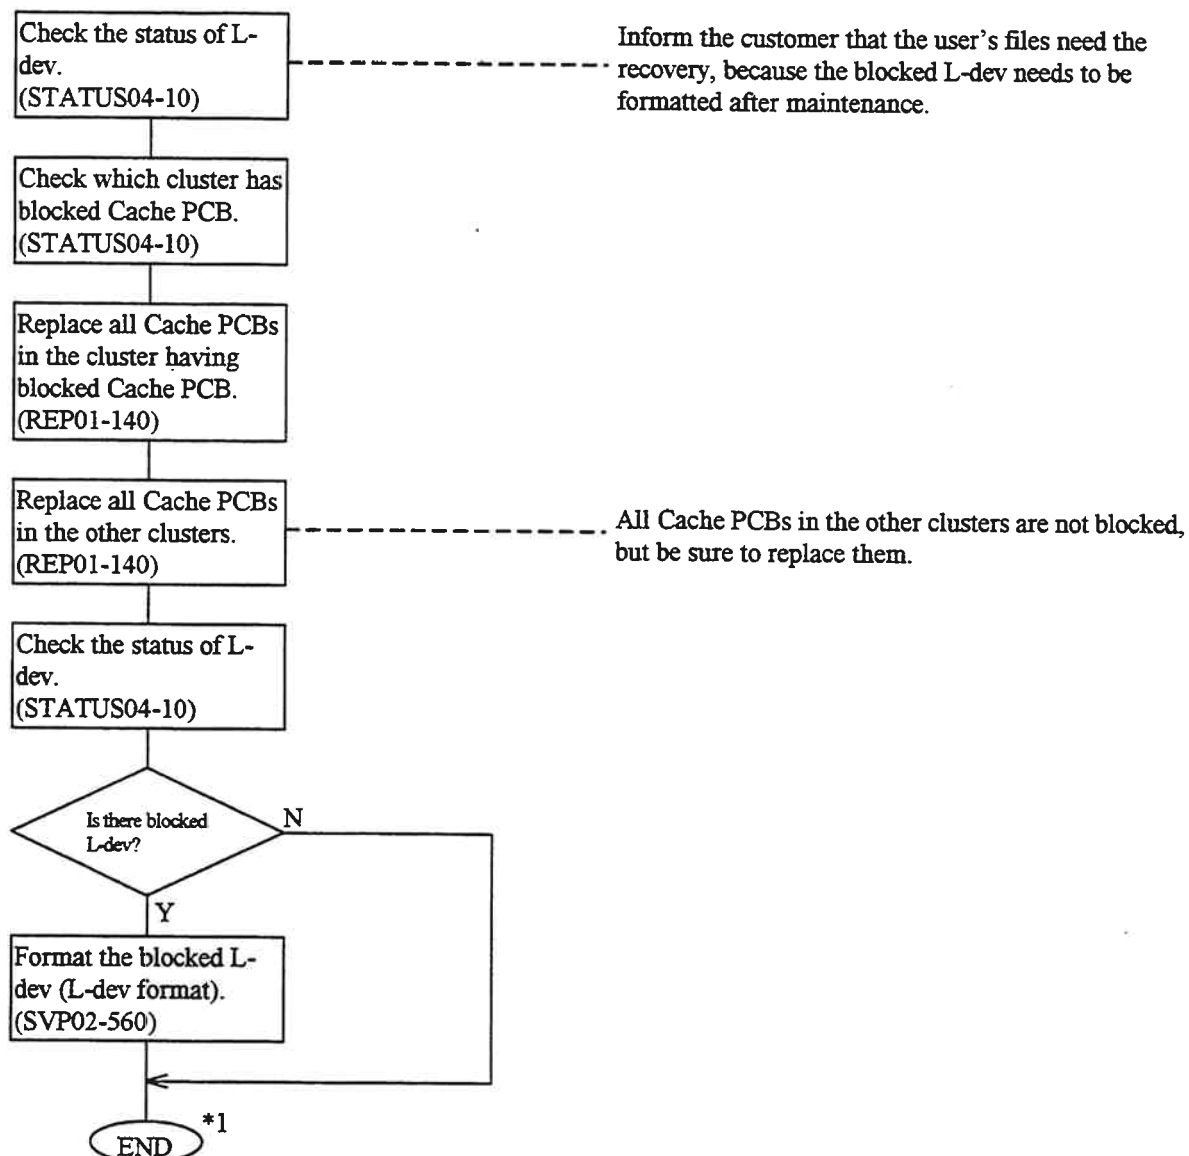 Check the status of L-
dev.
(STATUS04-10)
Inform the customer that the user's files need the
recovery, because the blocked L-dev needs to be
formatted after maintenance.
Check which cluster has
blocked Cache PCB.
(STATUS04-10)
Replace all Cache PCBs
in the cluster having
blocked Cache PCB.
(REP01-140)
Replace all Cache PCBs
in the other clusters.
(REP01-140)
All Cache PCBs in the other clusters are not blocked,
but be sure to replace them.
Check the status of L-
dev.
(STATUS04-10)
Is there blocked
L-dev?
N
Y
Format the blocked L-
dev (L-dev format).
(SVP02-560)
*1
END